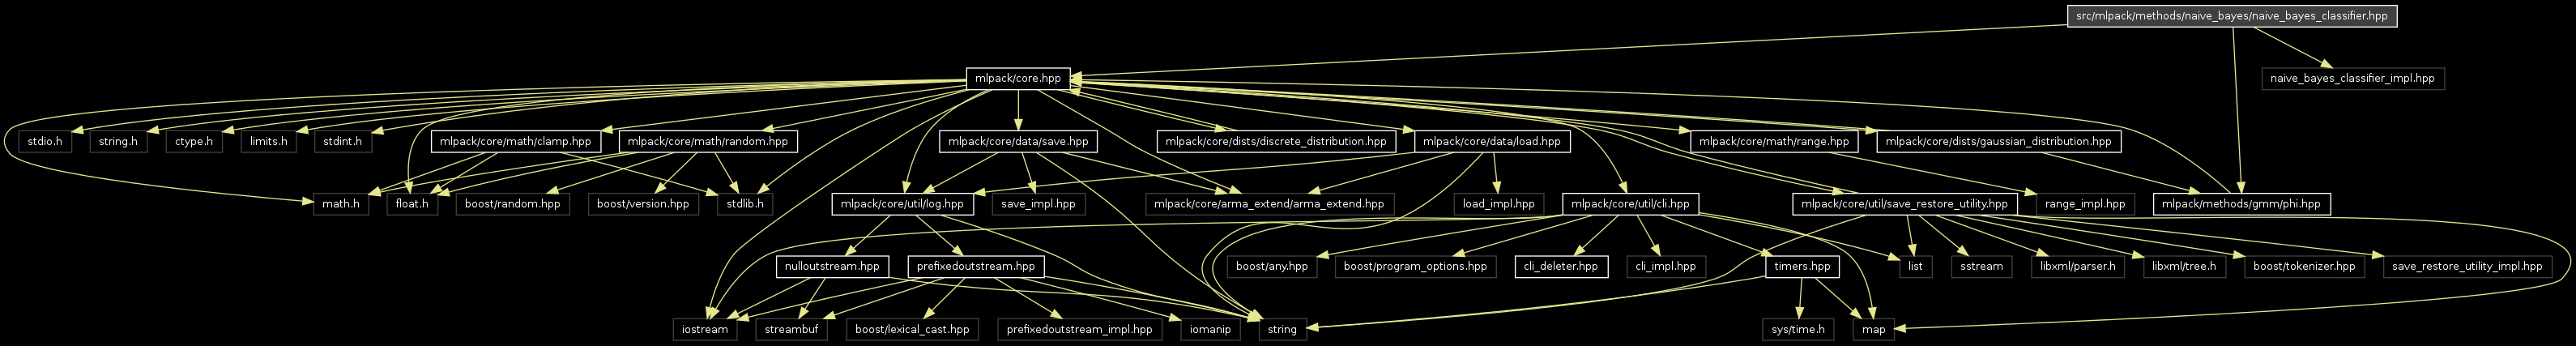 src/mlpack/methods/naive_bayes/naive_bayes_classifier.hpp
mlpack/core.hpp
naive_bayes_classifier_impl.hpp
stdio.h
string.h
ctype.h
limits.h
stdint.h
mlpack/core/math/clamp.hpp
mlpack/core/math/random.hpp
mlpack/core/data/save.hpp
mlpack/core/dists/discrete_distribution.hpp
mlpack/core/data/load.hpp
mlpack/core/math/range.hpp
mlpack/core/dists/gaussian_distribution.hpp
math.h
float.h
boost/random.hpp
boost/version.hpp
stdlib.h
mlpack/core/util/log.hpp
save_impl.hpp
mlpack/core/arma_extend/arma_extend.hpp
load_impl.hpp
mlpack/core/util/cli.hpp
mlpack/core/util/save_restore_utility.hpp
range_impl.hpp
mlpack/methods/gmm/phi.hpp
nulloutstream.hpp
prefixedoutstream.hpp
boost/any.hpp
boost/program_options.hpp
cli_deleter.hpp
cli_impl.hpp
timers.hpp
list
sstream
libxml/parser.h
libxml/tree.h
boost/tokenizer.hpp
save_restore_utility_impl.hpp
iostream
streambuf
boost/lexical_cast.hpp
prefixedoutstream_impl.hpp
iomanip
string
sys/time.h
map